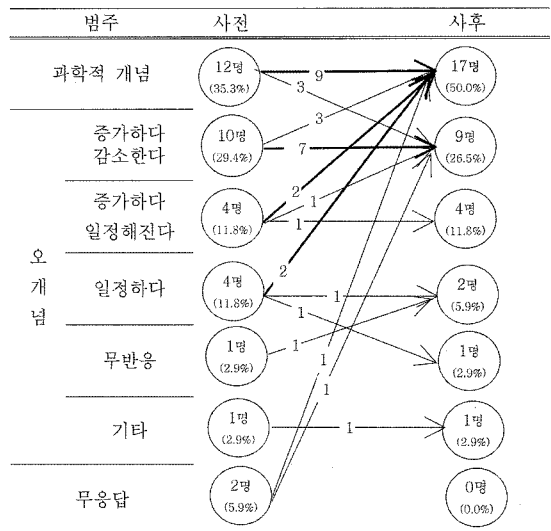 범주 사전 사후
과학적 개념
12명
(35.3%)
9
3
17명
(50.0%)
오개념
증가하다
감소한다
10명
(29.4%)
3
7
9명
(26.5%)
증가하다
일정해진다
4명
(11.8%)
2
1
1
4명
(11.8%)
일정하다
4명
(11.8%)
2
1
1
2명
(5.9%)
무반응
1명
(2.9%)
1
1
1명
(2.9%)
기타
1명
(2.9%)
1
1
1명
(2.9%)
무응답
2명
(5.9%)
0명
(0.0%)